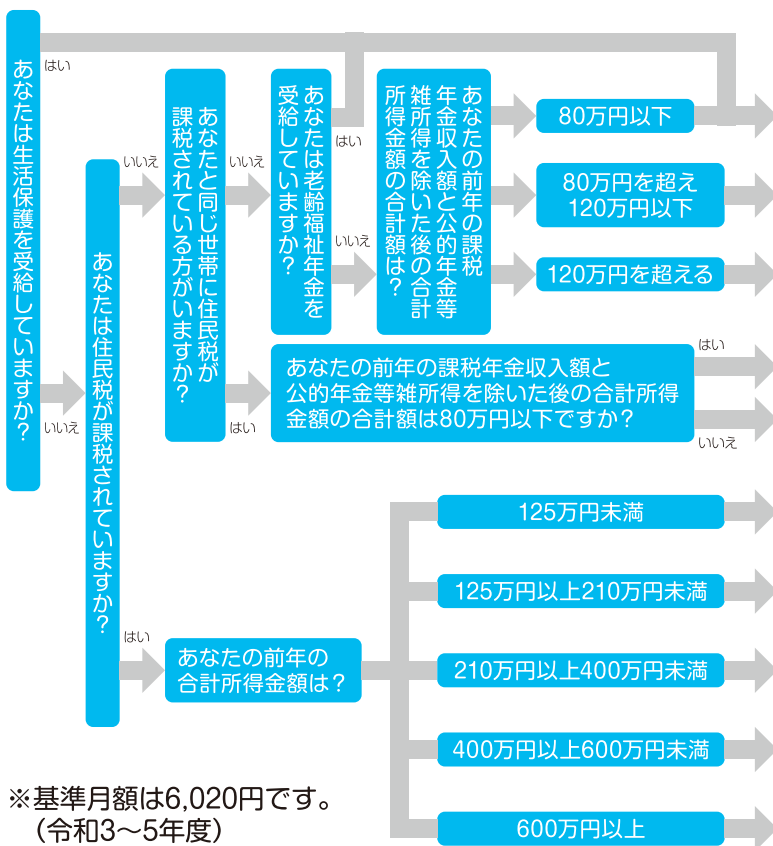 あなたは生活保護を受給していますか？
はい
いいえ
あなたは住民税が課税されていますか？
いいえ
はい
あなたと同じ世帯に住民税が
課税されている方がいますか？
いいえ
はい
あなたは老齢福祉年金を
受給していますか？
はい
いいえ
あなたの前年の課税
年金収入額と公的年金等
雑所得を除いた後の合計
所得金額の合計額は？
80万円以下
80万円を超え
120万円以下
120万円を超える
あなたの前年の課税年金収入額と
公的年金等雑所得を除いた後の合計所得
金額の合計額は80万円以下ですか？
はい
いいえ
あなたの前年の
合計所得金額は？
125万円未満
125万円以上210万円未満
210万円以上400万円未満
400万円以上600万円未満
600万円以上
※基準月額は6,020円です。
（令和3〜5年度）